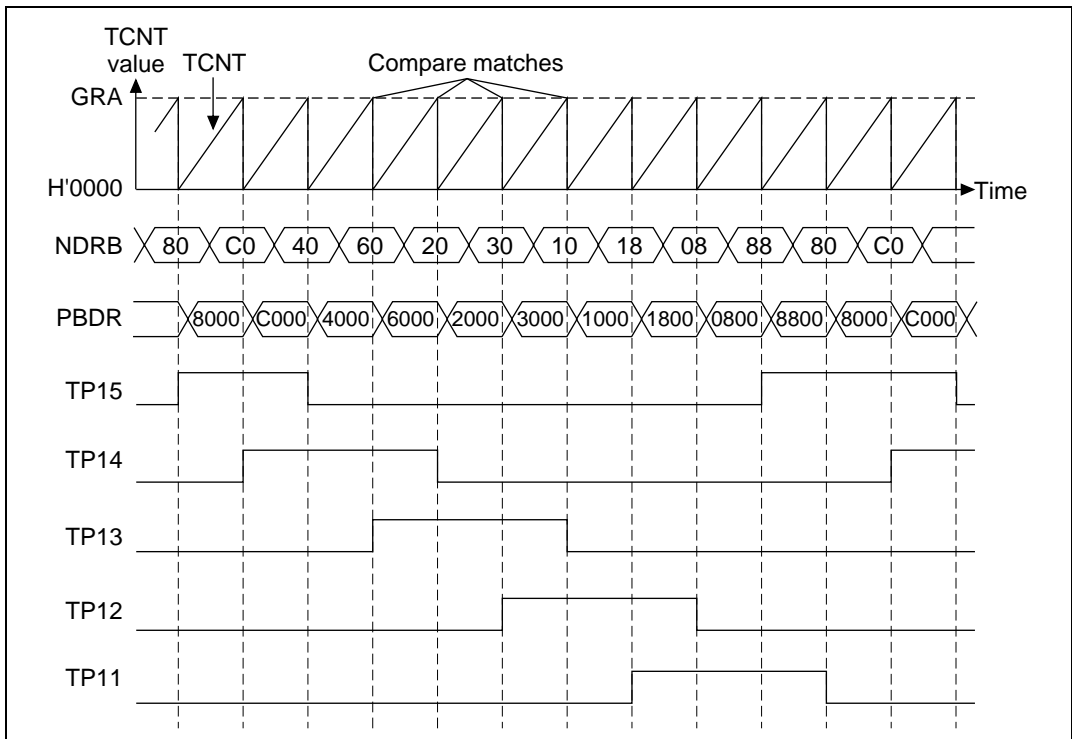 TCNT
value
TCNT
Compare matches
GRA
H'0000
Time
NDRB 80 C0 40 60 20 30 10 18 08 88 80 C0
PBDR 8000 C000 4000 6000 2000 3000 1000 1800 0800 8800 8000 C000
TP15
TP14
TP13
TP12
TP11